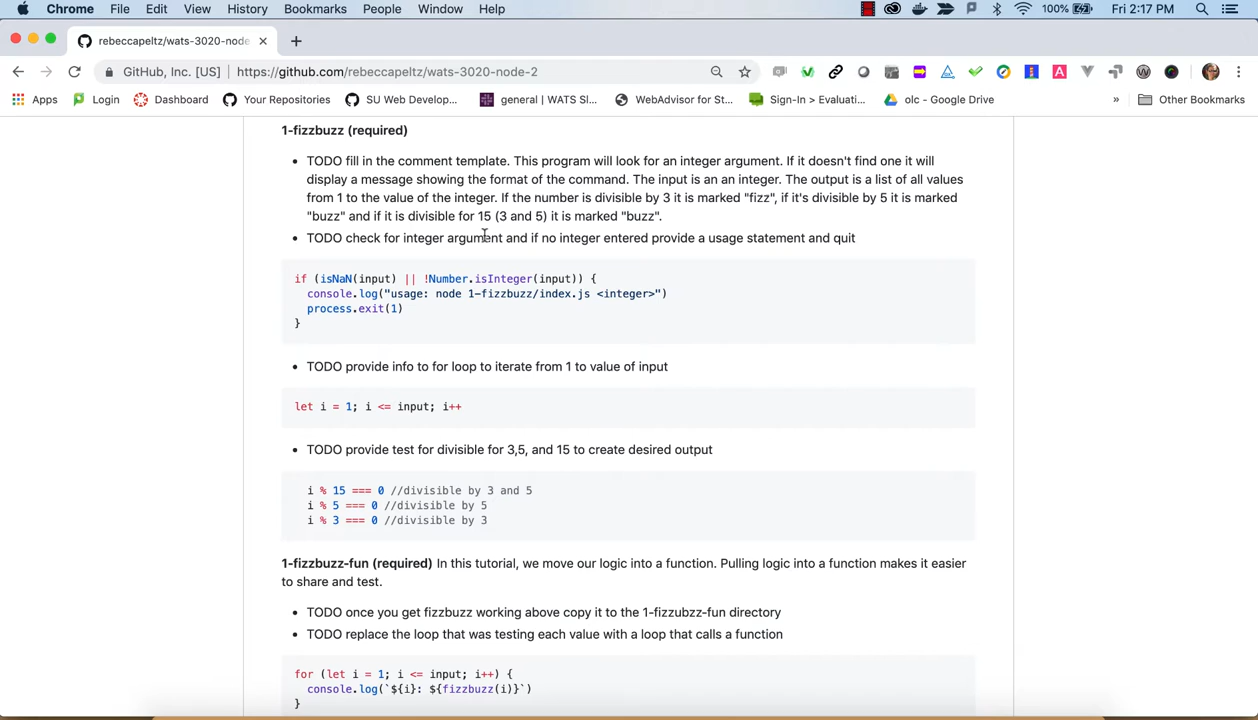 Chrome File Edit View History Bookmarks People Window Help 100% Fri 2:17 PM
rebeccapeltz/wats-3020-node
GitHub, Inc. [US] https://github.com/rebeccapeltz/wats-3020-node-2
Apps Login Dashboard Your Repositories SU Web Develop... general | WATS Sl... WebAdvisor for St... Sign-In > Evaluati... olc - Google Drive » Other Bookmarks
1-fizzbuzz (required)
• TODO fill in the comment template. This program will look for an integer argument. If it doesn't find one it will
display a message showing the format of the command. The input is an an integer. The output is a list of all values
from 1 to the value of the integer. If the number is divisible by 3 it is marked "fizz", if it's divisible by 5 it is marked
"buzz" and if it is divisible for 15 (3 and 5) it is marked "buzz".
• TODO check for integer argument and if no integer entered provide a usage statement and quit
if (isNaN(input) || !Number.isInteger(input)) {
console.log("usage: node 1-fizzbuzz/index.js <integer>")
process.exit(1)
}
• TODO provide info to for loop to iterate from 1 to value of input
let i = 1; i <= input; i++
• TODO provide test for divisible for 3,5, and 15 to create desired output
i % 15 === 0 //divisible by 3 and 5
i % 5 === 0 //divisible by 5
i % 3 === 0 //divisible by 3
1-fizzbuzz-fun (required) In this tutorial, we move our logic into a function. Pulling logic into a function makes it easier
to share and test.
• TODO once you get fizzbuzz working above copy it to the 1-fizzubzz-fun directory
• TODO replace the loop that was testing each value with a loop that calls a function
for (let i = 1; i <= input; i++) {
console.log(`${i}: ${fizzbuzz(i)}`)
}